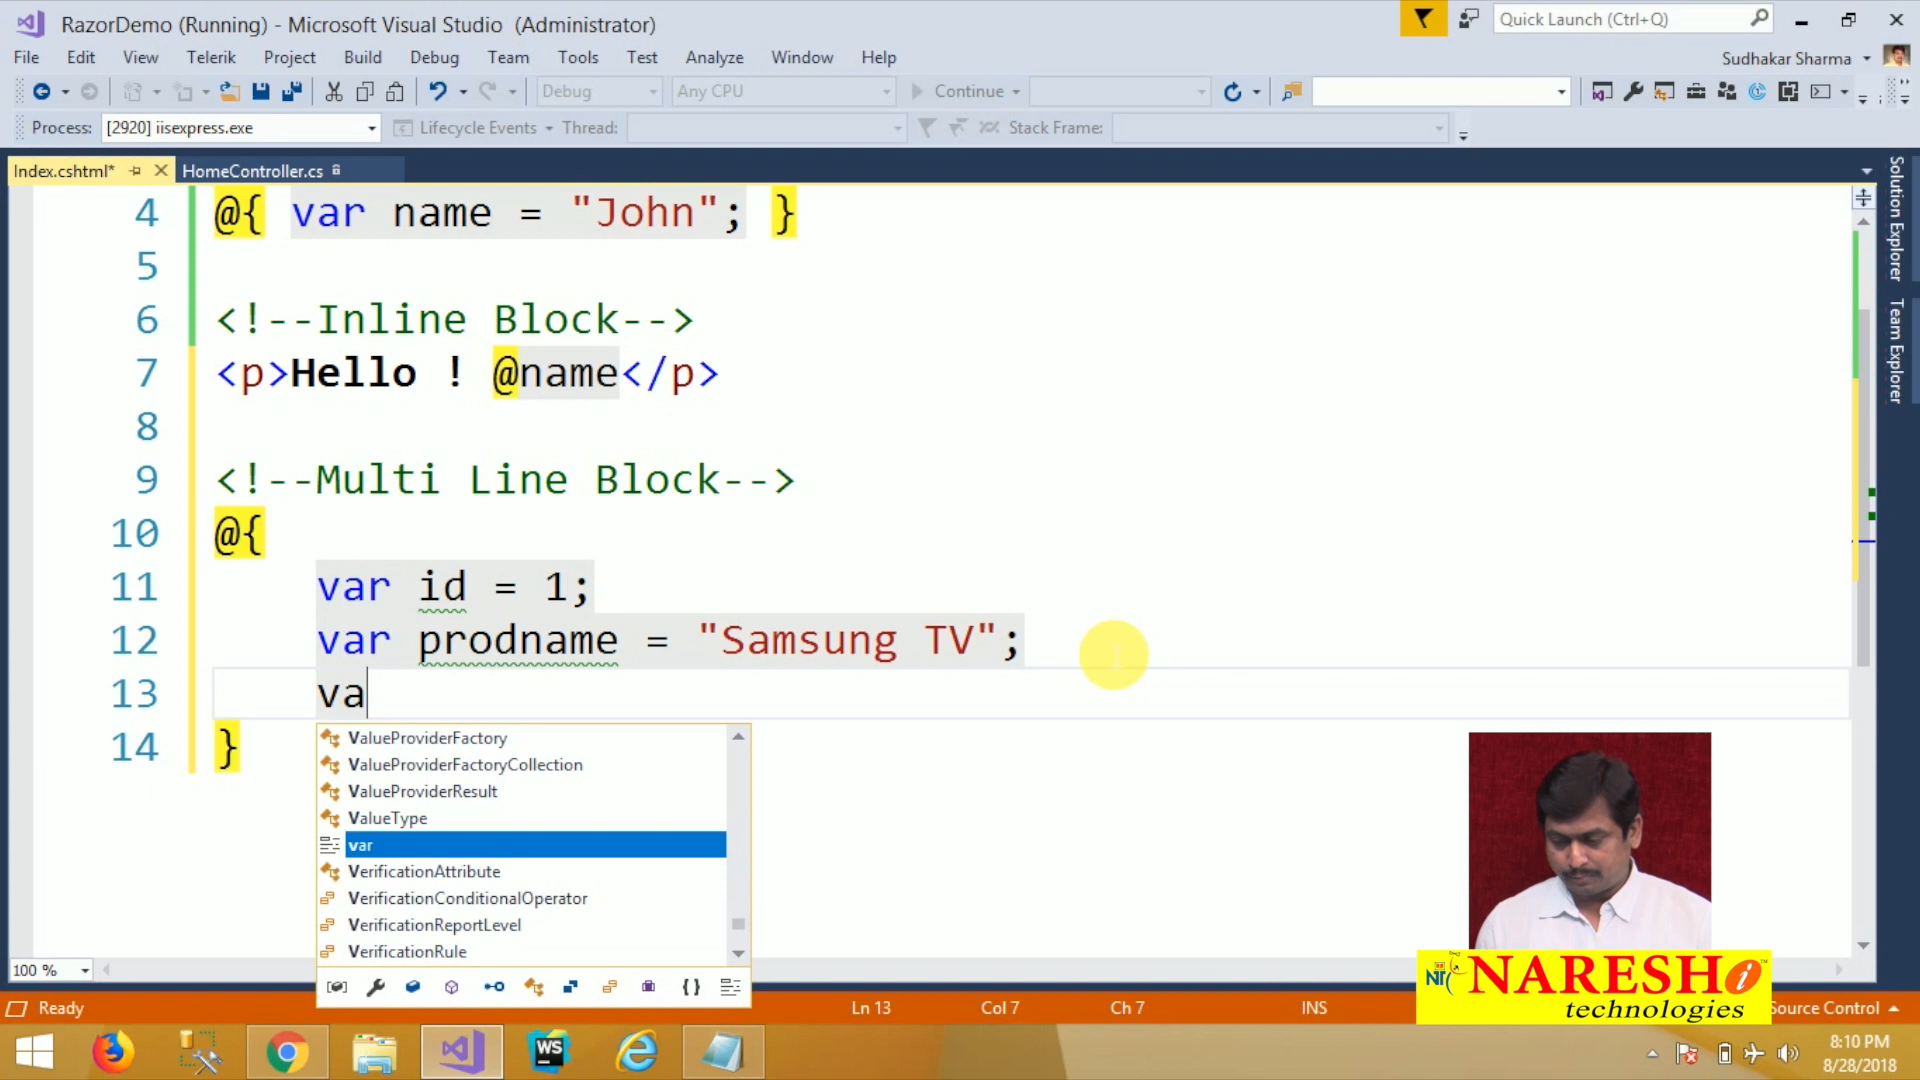 RazorDemo (Running) - Microsoft Visual Studio (Administrator)
Quick Launch (Ctrl+Q)
File Edit View Telerik Project Build Debug Team Tools Test Analyze Window Help
Sudhakar Sharma
Debug Any CPU Continue
Process: [2920] iisexpress.exe Lifecycle Events Thread: Stack Frame:
Index.cshtml* HomeController.cs
Solution Explorer
Team Explorer
4 @{ var name = "John"; }
5
6 <!--Inline Block-->
7 <p>Hello ! @name</p>
8
9 <!--Multi Line Block-->
10 @{
11 var id = 1;
12 var prodname = "Samsung TV";
13 va
14 }
ValueProviderFactory
ValueProviderFactoryCollection
ValueProviderResult
ValueType
var
VerificationAttribute
VerificationConditionalOperator
VerificationReportLevel
VerificationRule
100 %
NARESH i
technologies
Ready Ln 13 Col 7 Ch 7 INS Source Control
WS
8:10 PM
8/28/2018